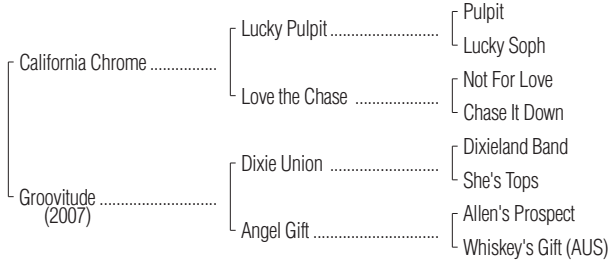 Pulpit
Lucky Pulpit
Lucky Soph
California Chrome
Not For Love
Love the Chase
Chase It Down
Dixieland Band
Dixie Union
She's Tops
Groovitude
(2007)
Allen's Prospect
Angel Gift
Whiskey's Gift (AUS)